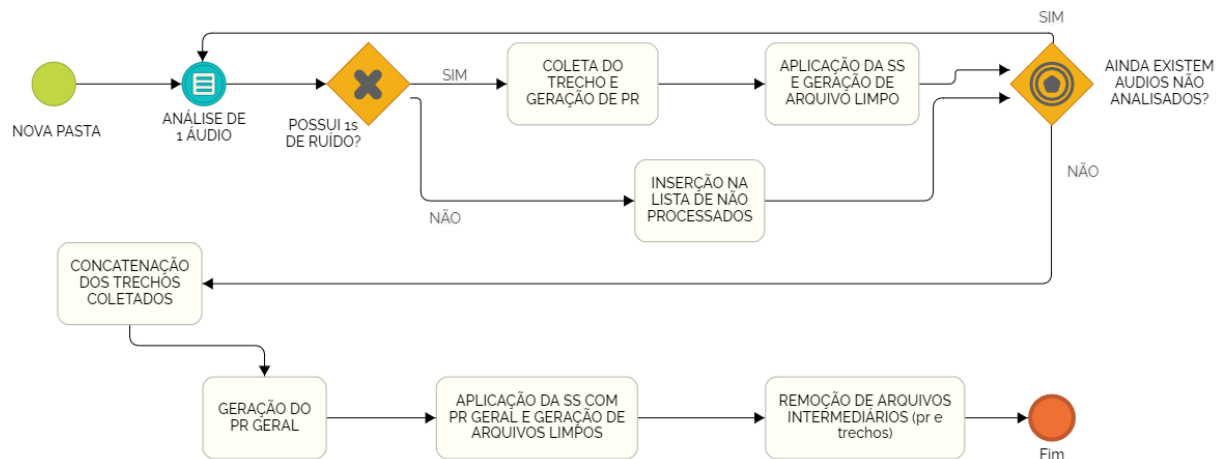 SIM
NOVA PASTA
ANÁLISE DE
1 ÁUDIO
POSSUI 1s
DE RUÍDO?
SIM
COLETA DO
TRECHO E
GERAÇÃO DE PR
APLICAÇÃO DA SS
E GERAÇÃO DE
ARQUIVO LIMPO
AINDA EXISTEM
AUDIOS NÃO
ANALISADOS?
NÃO
INSERÇÃO NA
LISTA DE NÃO
PROCESSADOS
NÃO
CONCATENAÇÃO
DOS TRECHOS
COLETADOS
GERAÇÃO DO
PR GERAL
APLICAÇÃO DA SS COM
PR GERAL E GERAÇÃO DE
ARQUIVOS LIMPOS
REMOÇÃO DE ARQUIVOS
INTERMEDIÁRIOS (pr e
trechos)
Fim